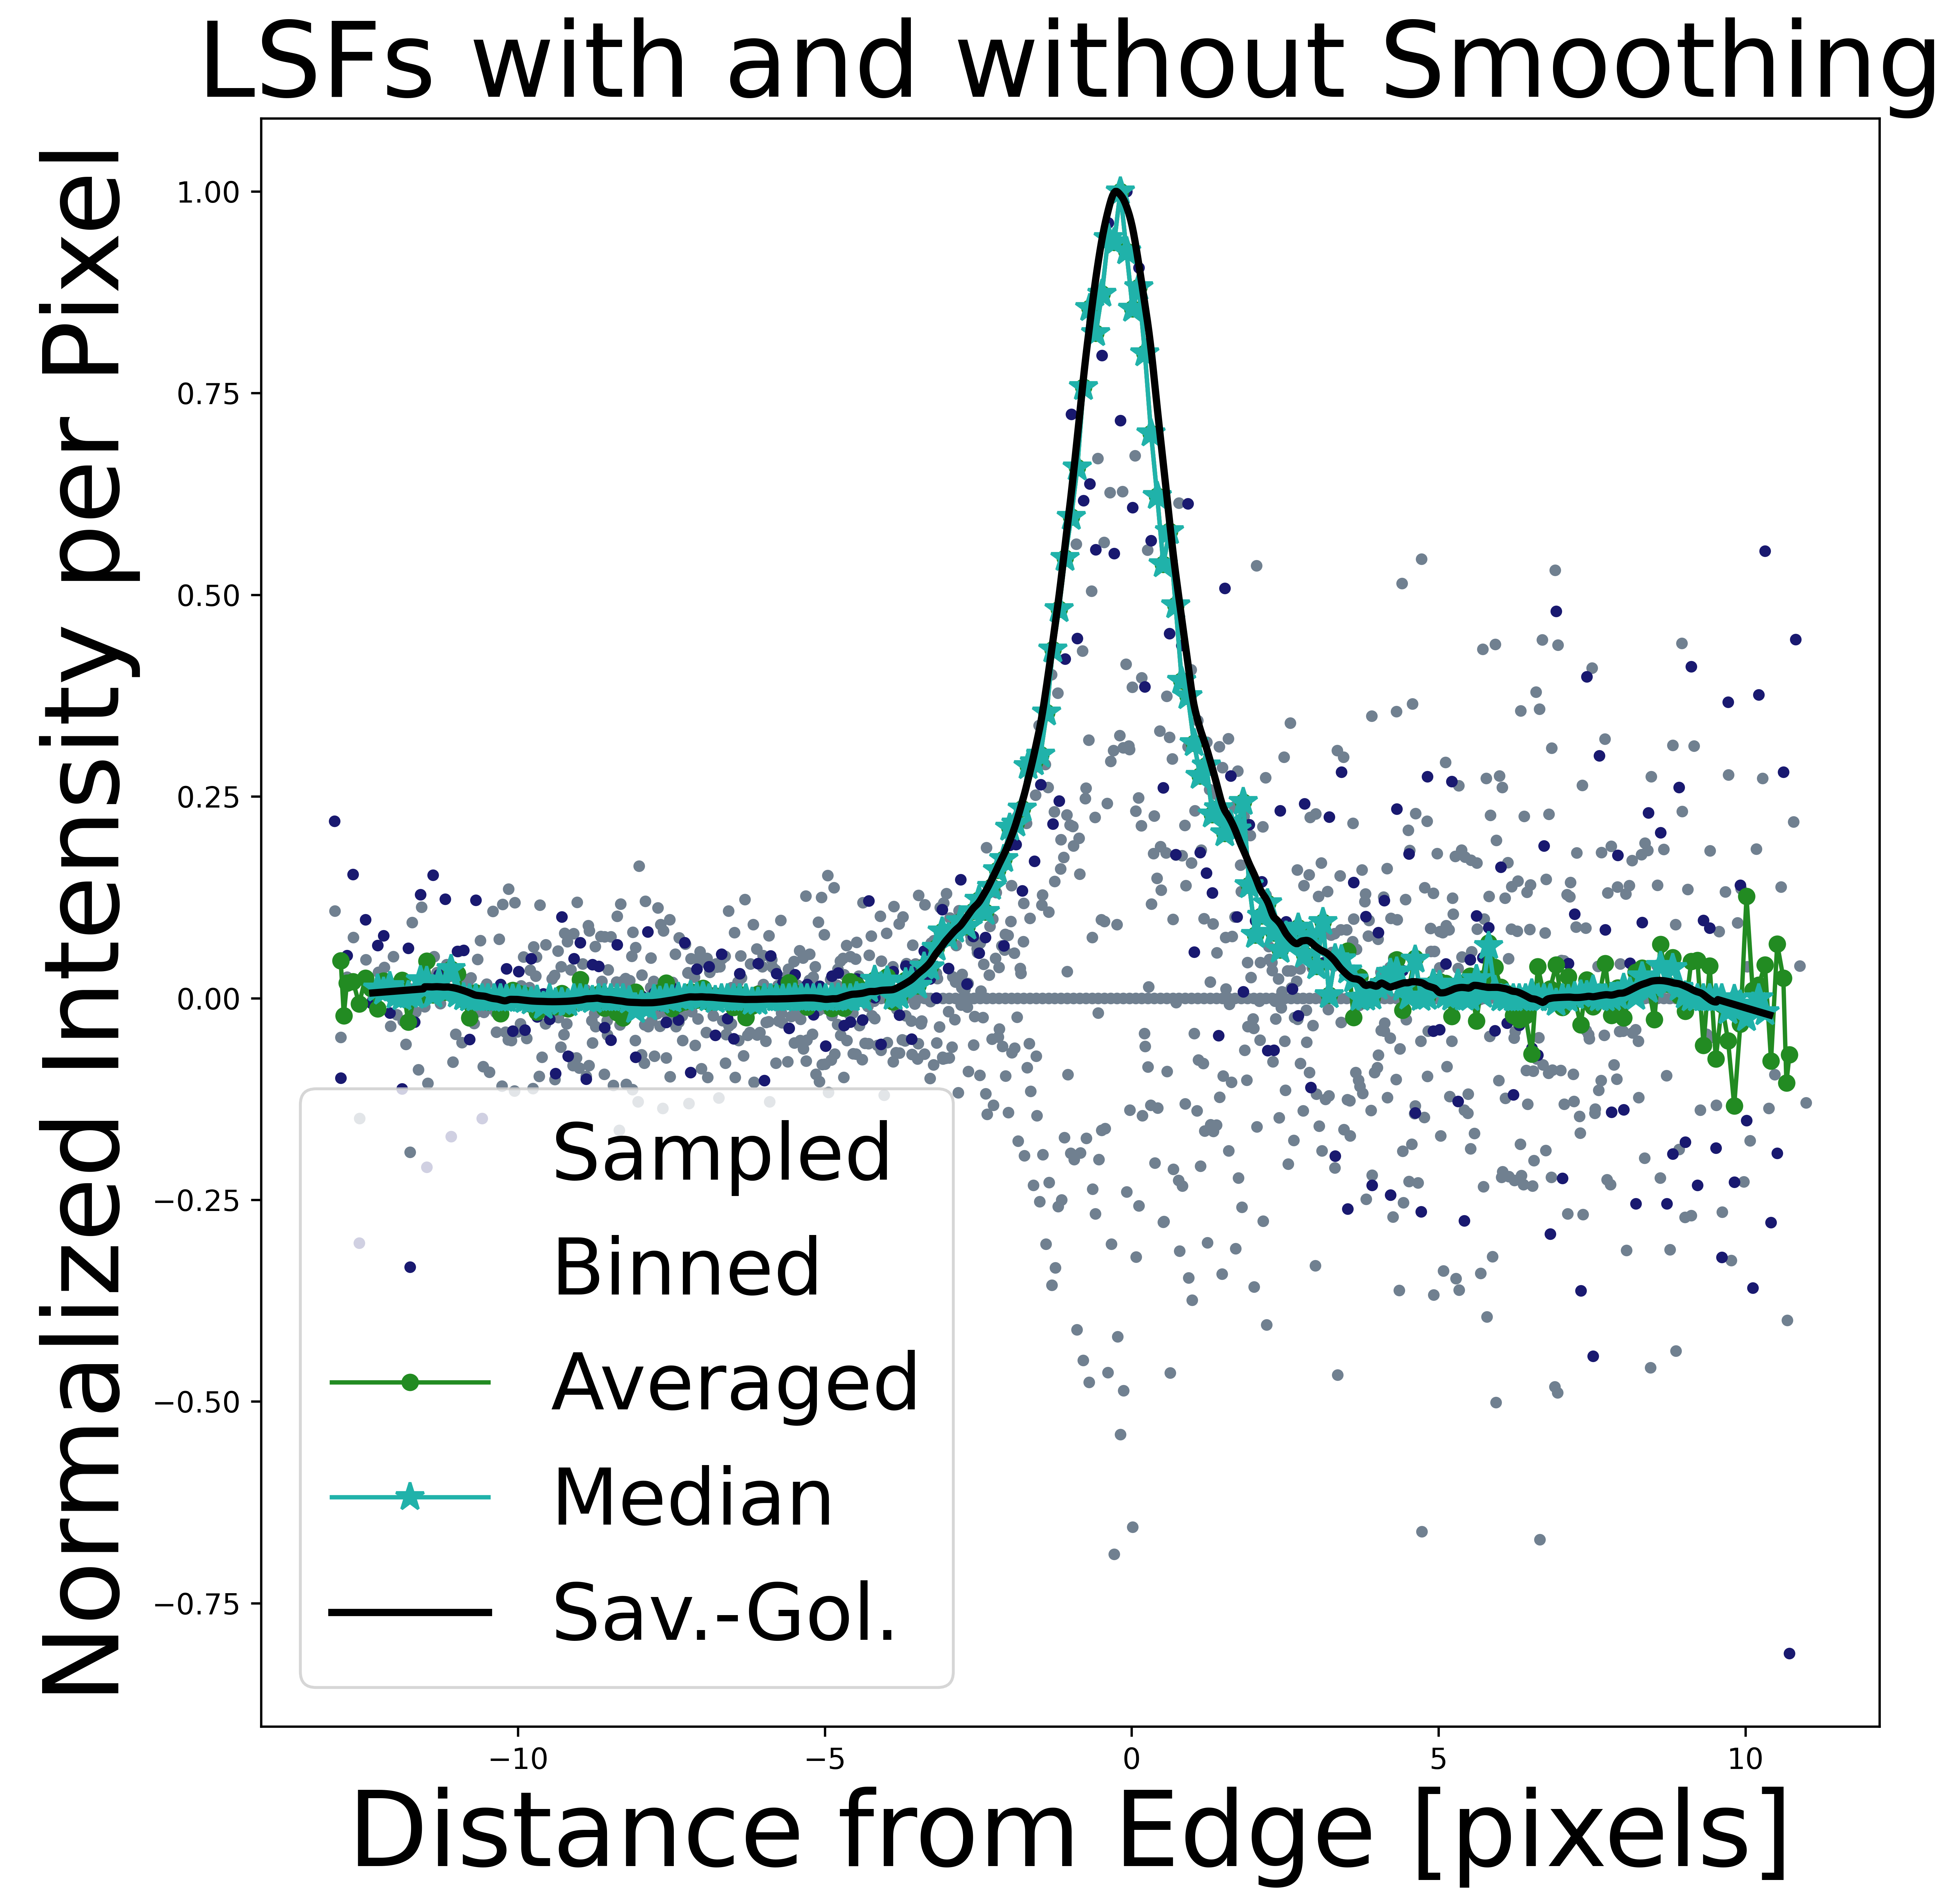 LSFs with and without Smoothing
Normalized Intensity per Pixel
1.00
0.75
0.50
0.25
0.00
−0.25
−0.50
−0.75
Sampled
Binned
Averaged
Median
Sav.-Gol.
−10
−5
0
5
10
Distance from Edge [pixels]